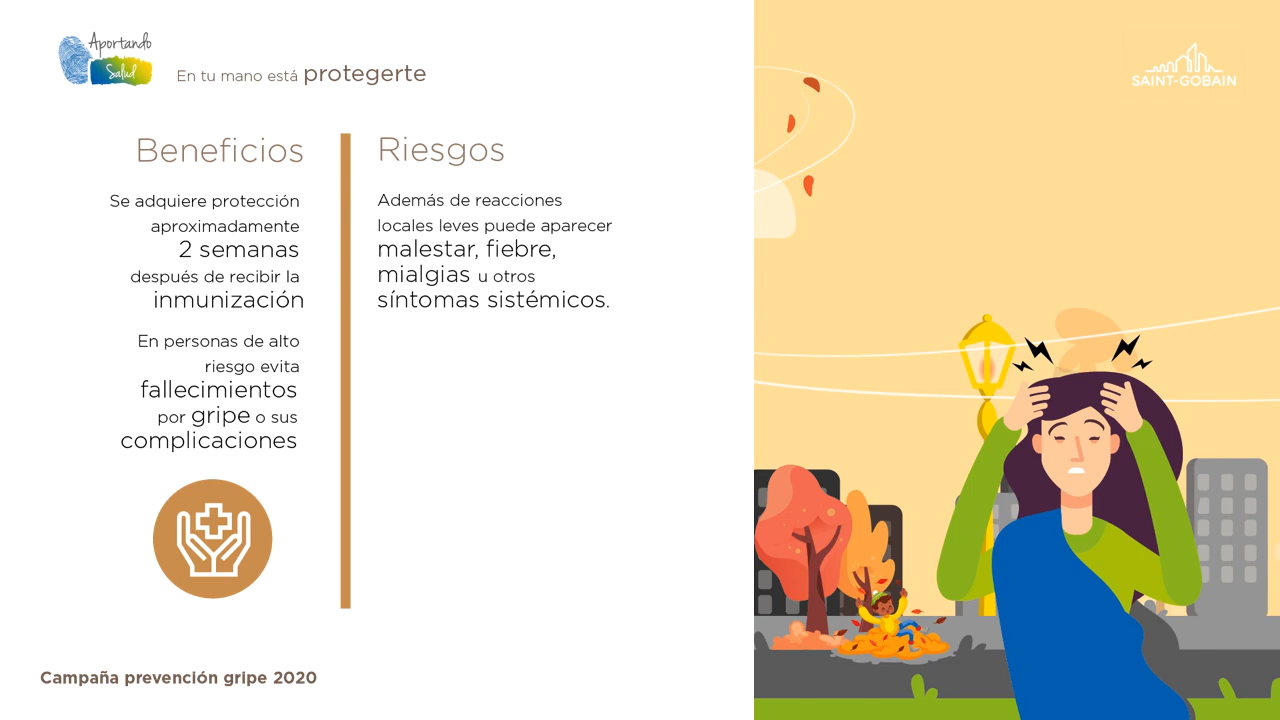 Aportando
Salud
En tu mano está protegerte
SAINT-GOBAIN
Beneficios
Se adquiere protección
aproximadamente
2 semanas
después de recibir la
inmunización
En personas de alto
riesgo evita
fallecimientos
por gripe o sus
complicaciones
Riesgos
Además de reacciones
locales leves puede aparecer
malestar, fiebre,
mialgias u otros
síntomas sistémicos.
Campaña prevención gripe 2020